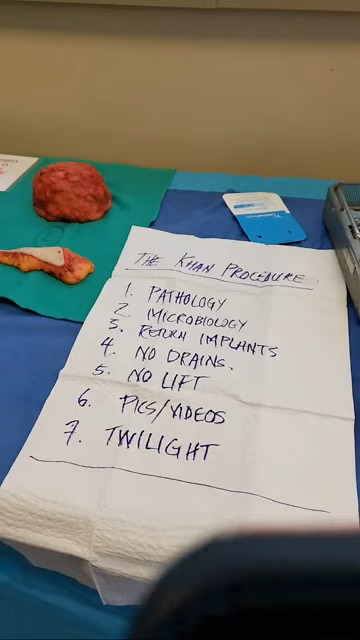 THE KHAN PROCEDURE:
1. PATHOLOGY
2. MICROBIOLOGY
3. RETURN IMPLANTS
4. NO DRAINS.
5. NO LIFT
6. PICS/VIDEOS
7. TWILIGHT